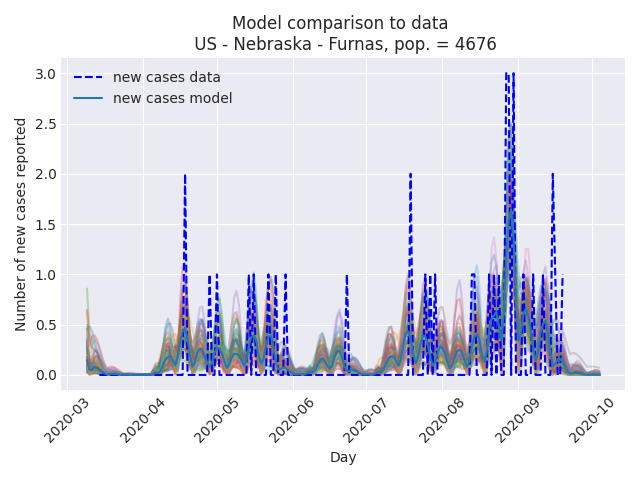 Model comparison to data
US - Nebraska - Furnas, pop. = 4676
new cases data
new cases model
Number of new cases reported
3.0
2.5
2.0
1.5
1.0
0.5
0.0
2020-03
2020-04
2020-05
2020-06
2020-07
2020-08
2020-09
2020-10
Day